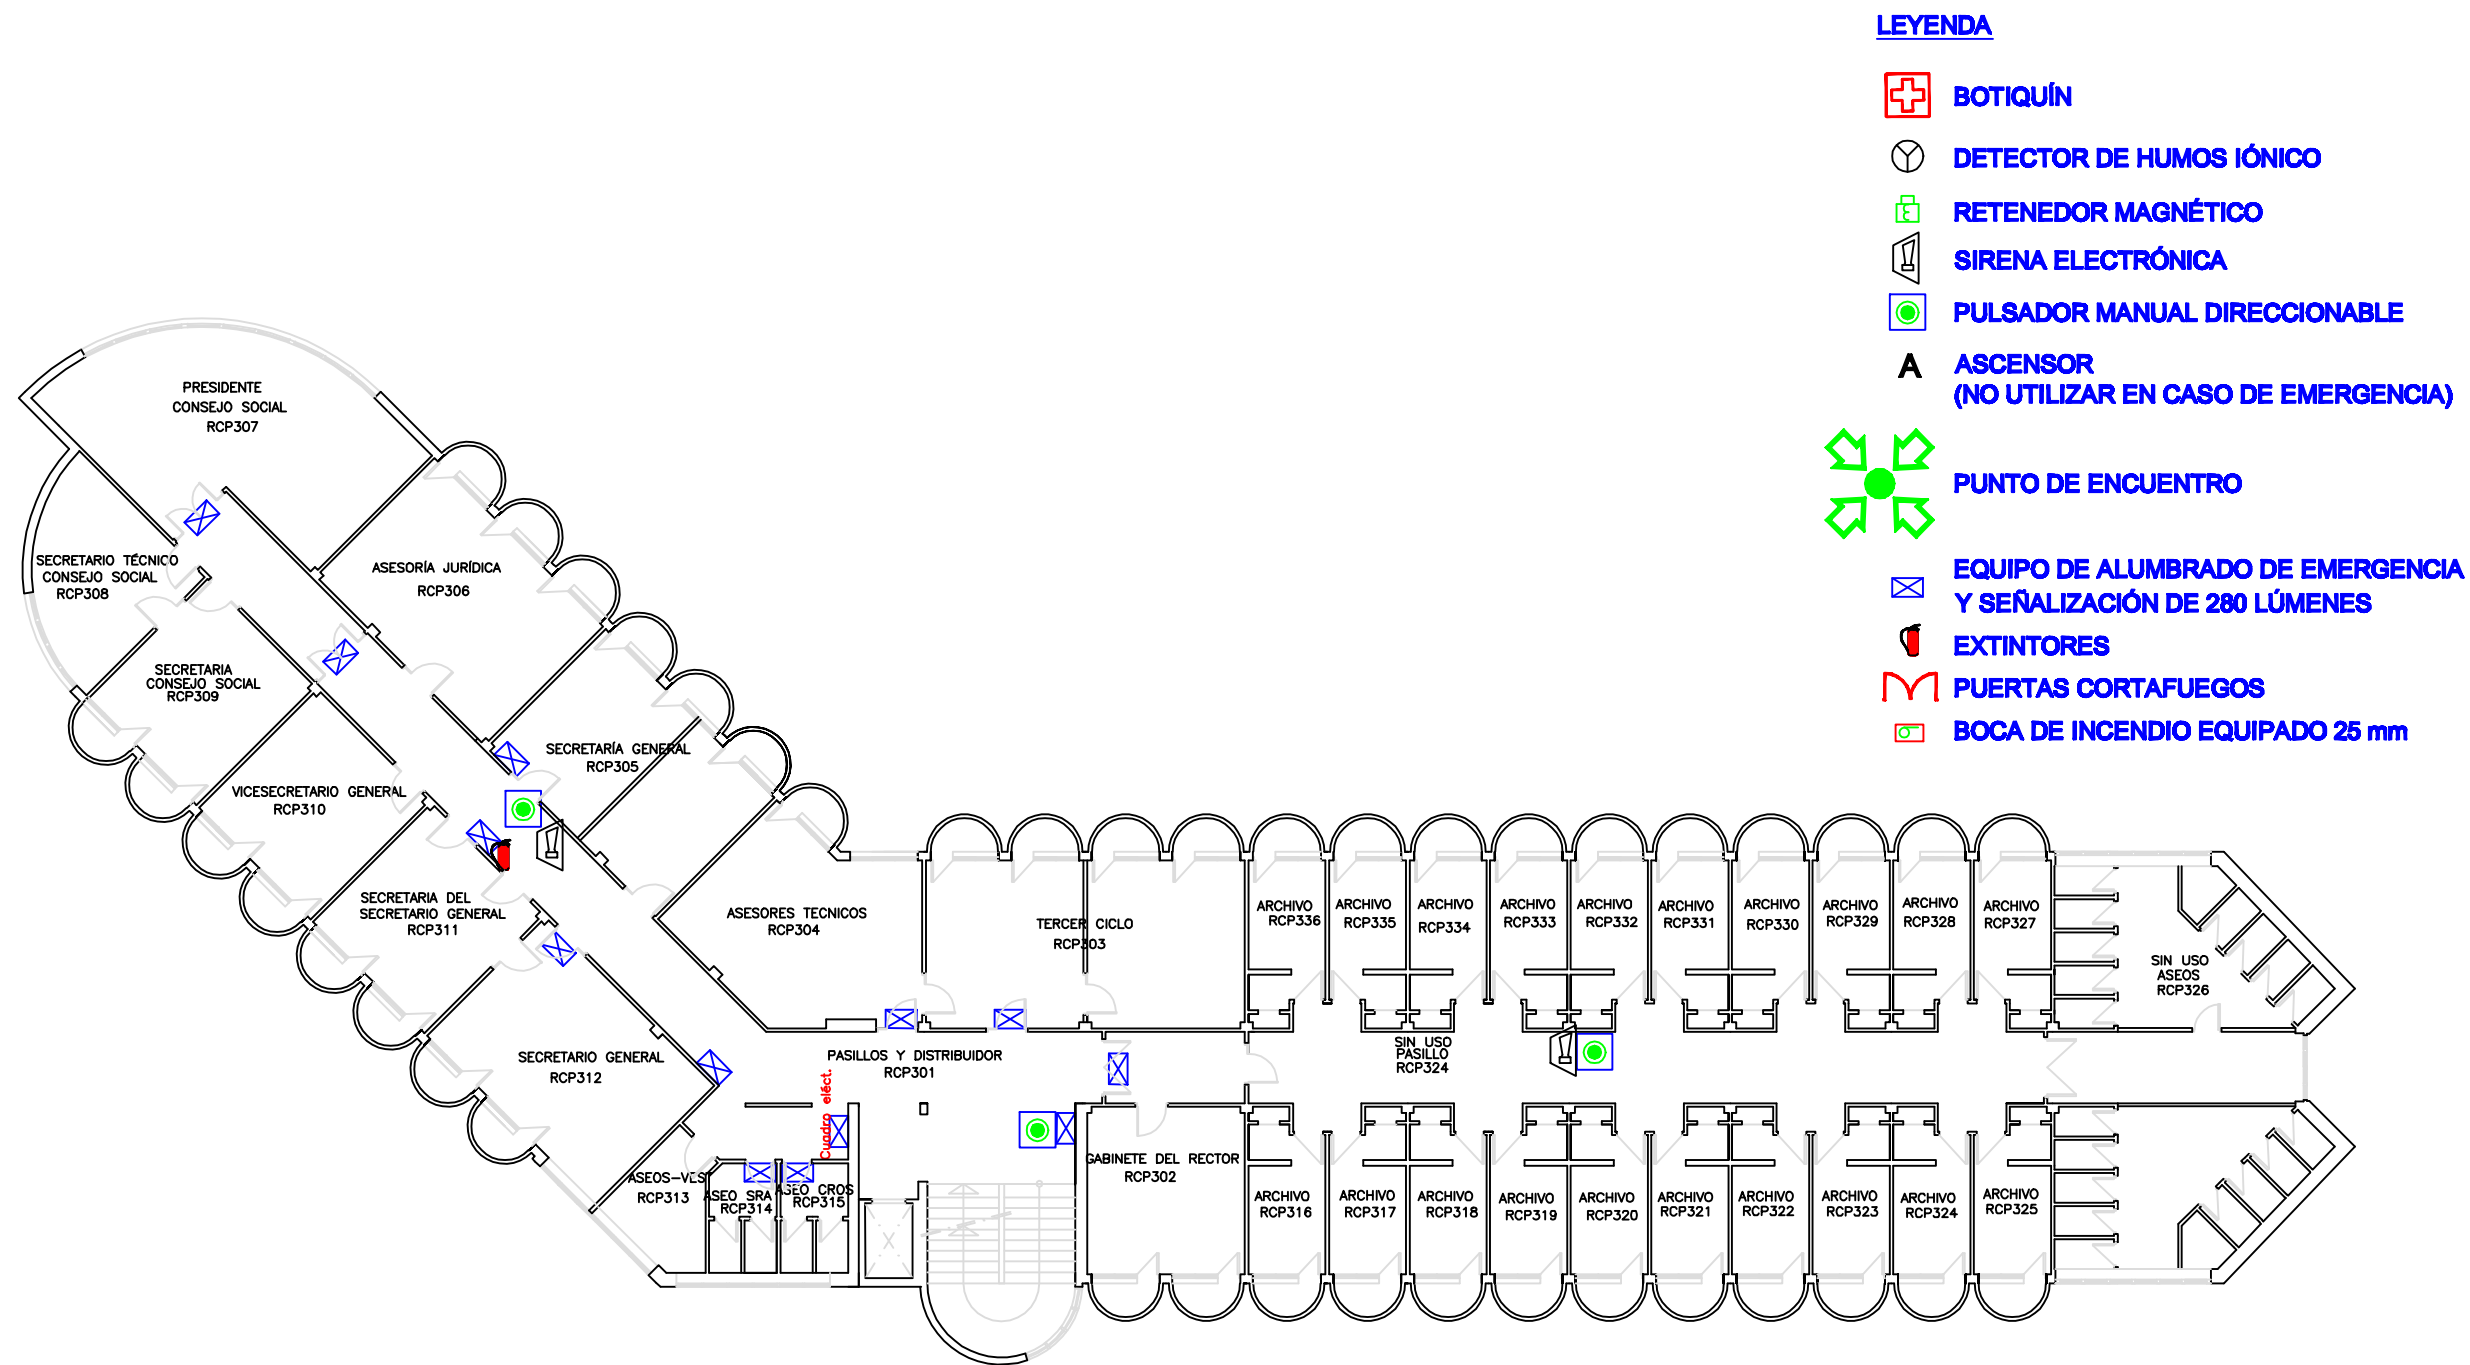 LEYENDA
BOTIQUÍN
DETECTOR DE HUMOS IÓNICO
RETENEDOR MAGNÉTICO
SIRENA ELECTRÓNICA
PULSADOR MANUAL DIRECCIONABLE
A ASCENSOR
(NO UTILIZAR EN CASO DE EMERGENCIA)
PUNTO DE ENCUENTRO
EQUIPO DE ALUMBRADO DE EMERGENCIA
Y SEÑALIZACIÓN DE 280 LÚMENES
EXTINTORES
PUERTAS CORTAFUEGOS
BOCA DE INCENDIO EQUIPADO 25 mm
PRESIDENTE
CONSEJO SOCIAL
RCP307
SECRETARIO TÉCNICO
CONSEJO SOCIAL
RCP308
ASESORÍA JURÍDICA
RCP306
SECRETARIA
CONSEJO SOCIAL
RCP309
SECRETARÍA GENERAL
RCP305
VICESECRETARIO GENERAL
RCP310
SECRETARIA DEL
SECRETARIO GENERAL
RCP311
ASESORES TECNICOS
RCP304
TERCER CICLO
RCP303
SECRETARIO GENERAL
RCP312
PASILLOS Y DISTRIBUIDOR
RCP301
Cuadro eléct.
ASEOS-VEST
RCP313
ASEO SRA
RCP314
ASEO CROS
RCP315
GABINETE DEL RECTOR
RCP302
ARCHIVO
RCP336
ARCHIVO
RCP335
ARCHIVO
RCP334
ARCHIVO
RCP333
ARCHIVO
RCP332
ARCHIVO
RCP331
ARCHIVO
RCP330
ARCHIVO
RCP329
ARCHIVO
RCP328
ARCHIVO
RCP327
SIN USO
ASEOS
RCP326
SIN USO
PASILLO
RCP324
ARCHIVO
RCP316
ARCHIVO
RCP317
ARCHIVO
RCP318
ARCHIVO
RCP319
ARCHIVO
RCP320
ARCHIVO
RCP321
ARCHIVO
RCP322
ARCHIVO
RCP323
ARCHIVO
RCP324
ARCHIVO
RCP325